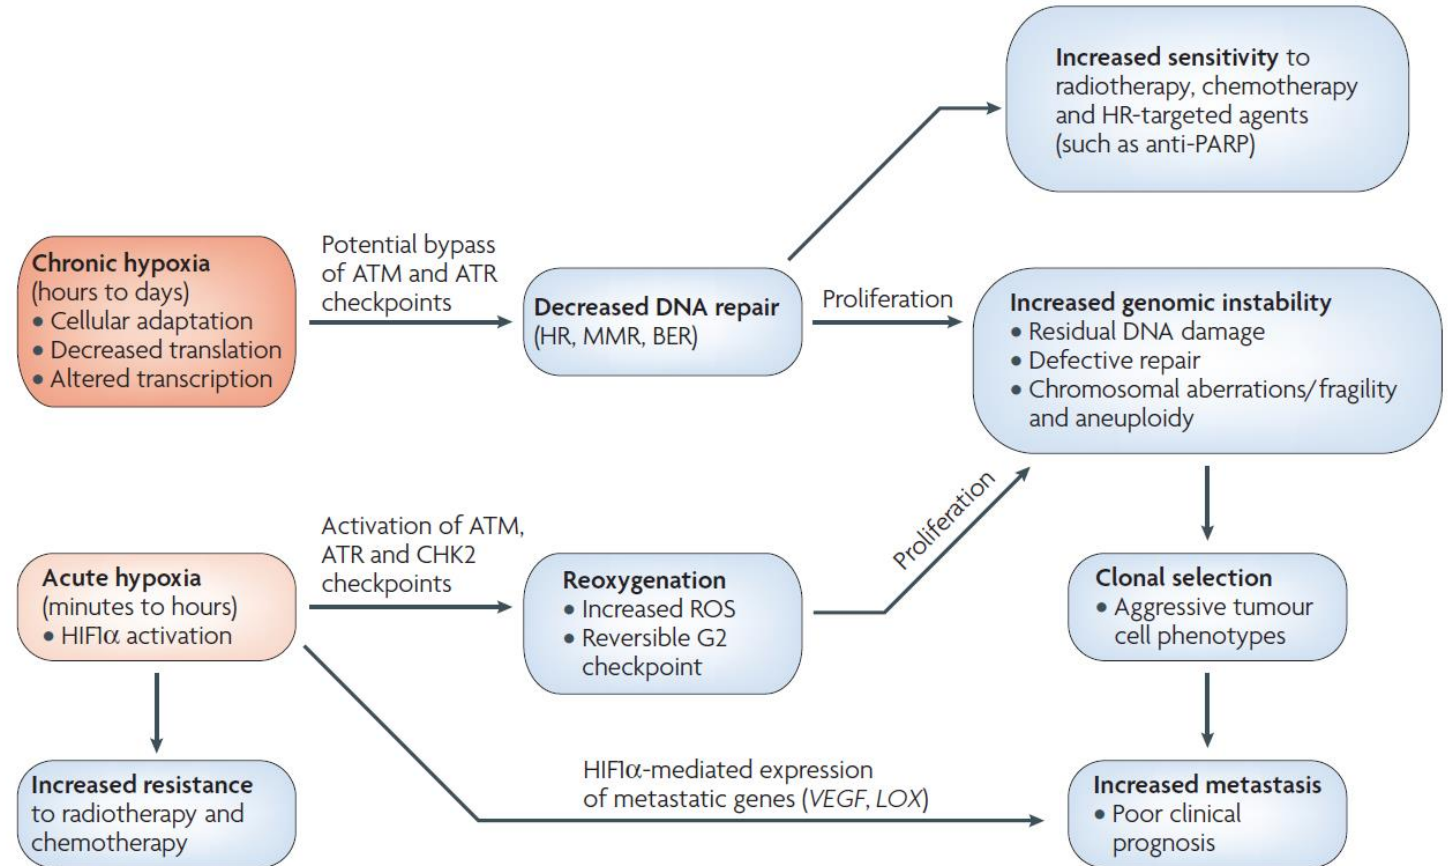 Increased sensitivity to
radiotherapy, chemotherapy
and HR-targeted agents
(such as anti-PARP)
Chronic hypoxia
(hours to days)
• Cellular adaptation
• Decreased translation
• Altered transcription
Potential bypass
of ATM and ATR
checkpoints
Decreased DNA repair
(HR, MMR, BER)
Proliferation
Increased genomic instability
• Residual DNA damage
• Defective repair
• Chromosomal aberrations/fragility
and aneuploidy
Acute hypoxia
(minutes to hours)
• HIF1α activation
Activation of ATM,
ATR and CHK2
checkpoints
Reoxygenation
• Increased ROS
• Reversible G2
checkpoint
Proliferation
Clonal selection
• Aggressive tumour
cell phenotypes
Increased resistance
to radiotherapy and
chemotherapy
HIF1α-mediated expression
of metastatic genes (VEGF, LOX)
Increased metastasis
• Poor clinical
prognosis